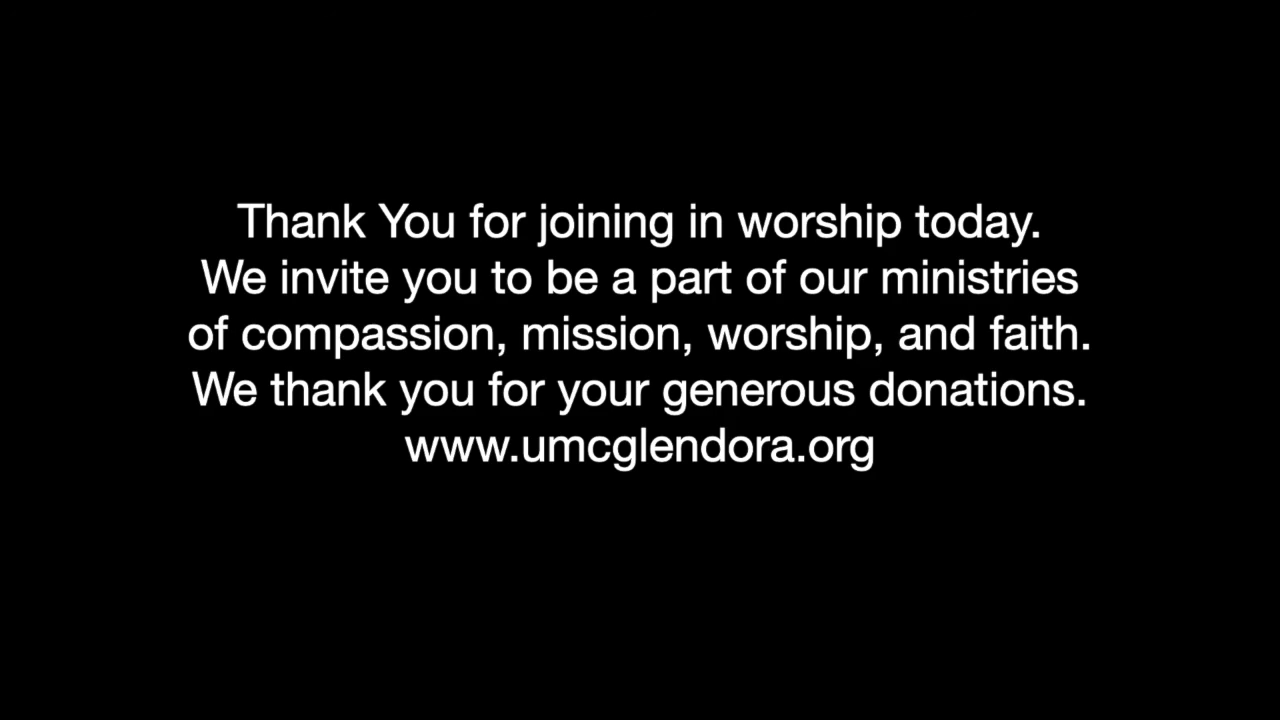 Thank You for joining in worship today.
We invite you to be a part of our ministries
of compassion, mission, worship, and faith.
We thank you for your generous donations.
www.umcglendora.org